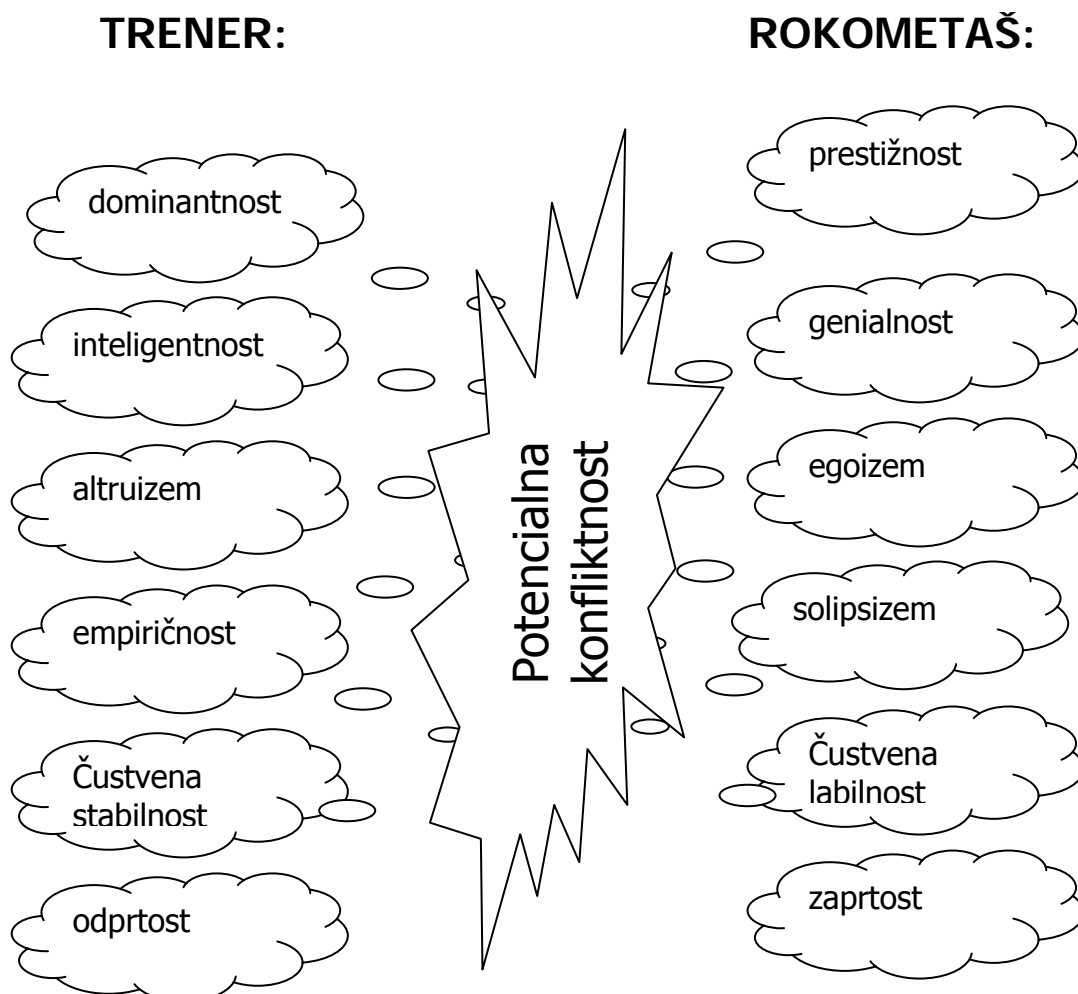 TRENER:
ROKOMETAŠ:
dominantnost
inteligentnost
altruizem
empiričnost
Čustvena
stabilnost
odprtost
Potencialna
konfliktnost
prestižnost
genialnost
egoizem
solipsizem
Čustvena
labilnost
zaprtost